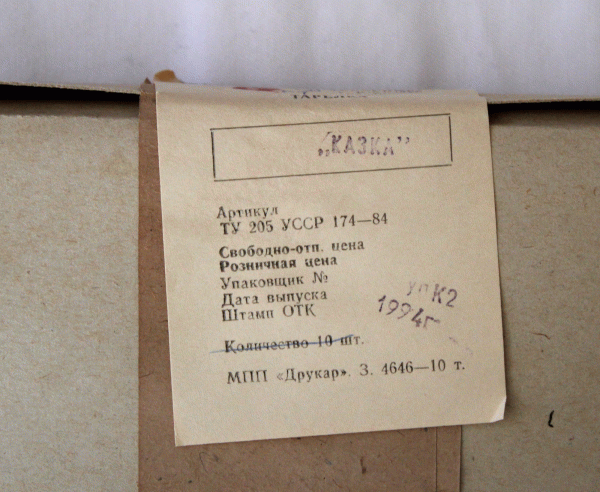 „КАЗКА”
Артикул
ТУ 205 УССР 174—84
Свободно-отп. цена
Розничная цена
Упаковщик №
УПК2
Дата выпуска
1994г
Штамп ОТК
Количество 10 шт.
МПП «Друкар». З. 4646—10 т.